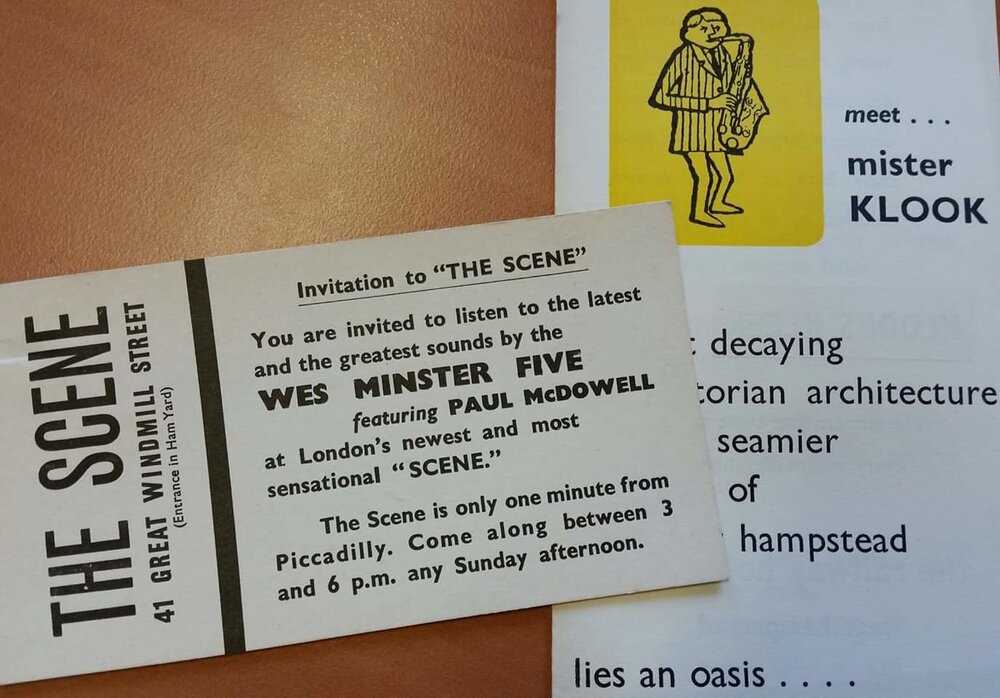 THE SCENE
41 GREAT WINDMILL STREET
(Entrance in Ham Yard)
Invitation to "THE SCENE"
You are invited to listen to the latest
and the greatest sounds by the
WES MINSTER FIVE
featuring PAUL McDOWELL
at London's newest and most
sensational "SCENE."
The Scene is only one minute from
Piccadilly. Come along between 3
and 6 p.m. any Sunday afternoon.
meet . . .
mister
KLOOK
decaying
torian architecture
seamier
of
hampstead
lies an oasis . . . .